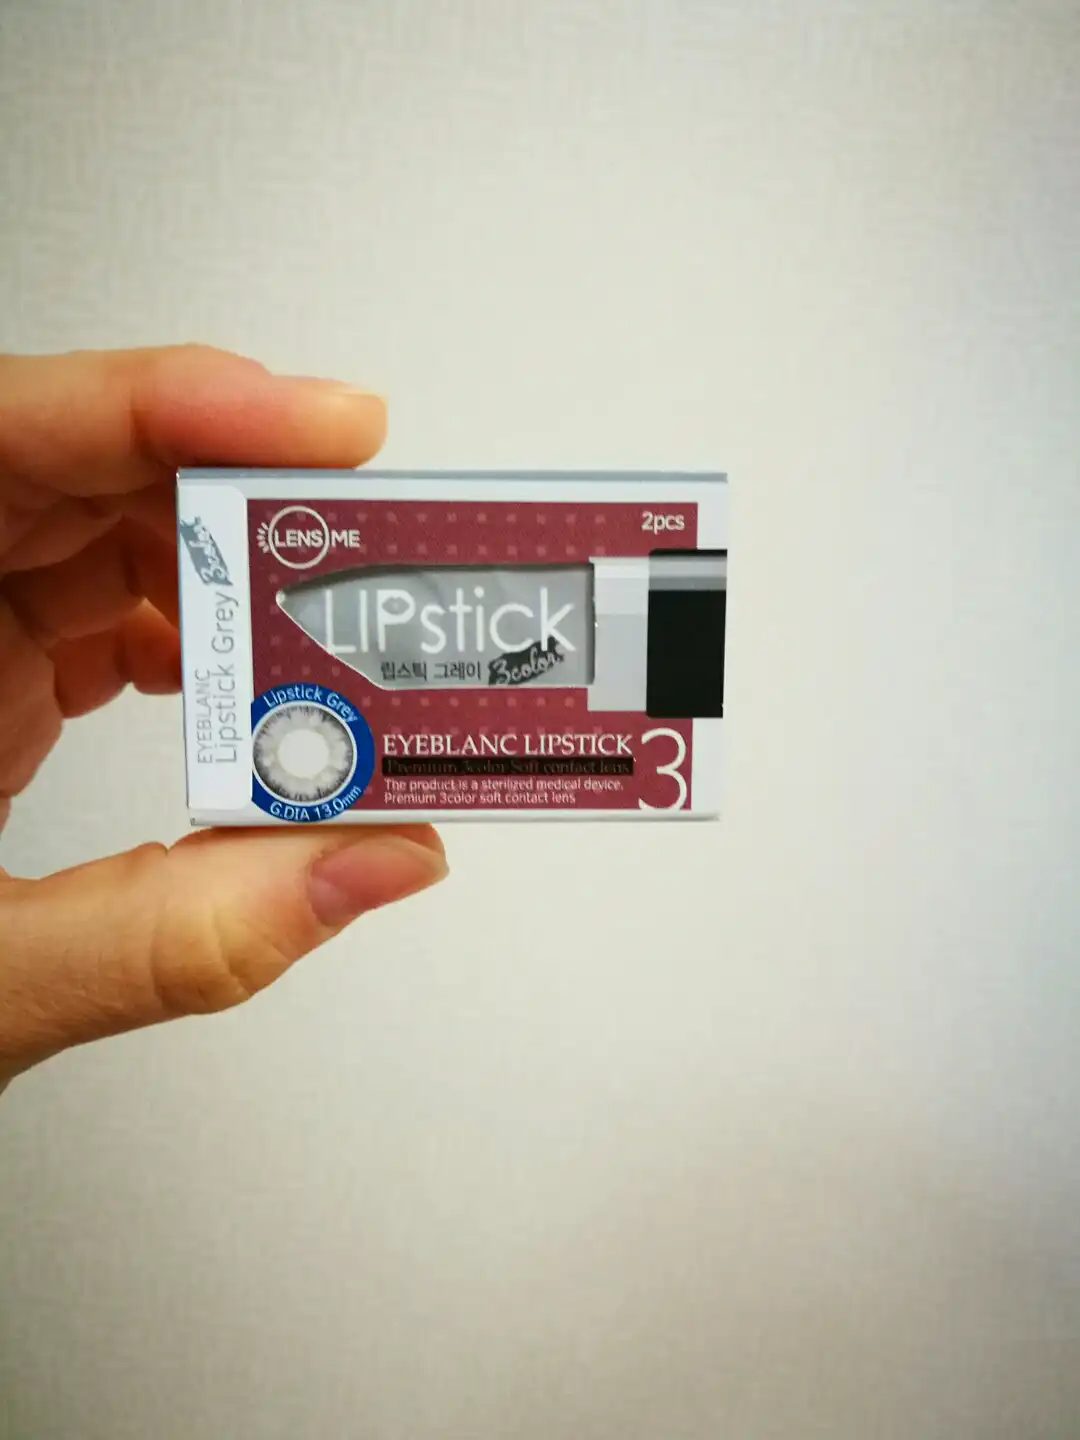 LENS ME
2pcs
LIPstick
립스틱 그레이 3color
EYEBLANC
Lipstick Grey 3color
Lipstick Grey
G.DIA 13.0mm
EYEBLANC LIPSTICK 3
Premium 3color Soft contact lens
The product is a sterilized medical device.
Premium 3color soft contact lens